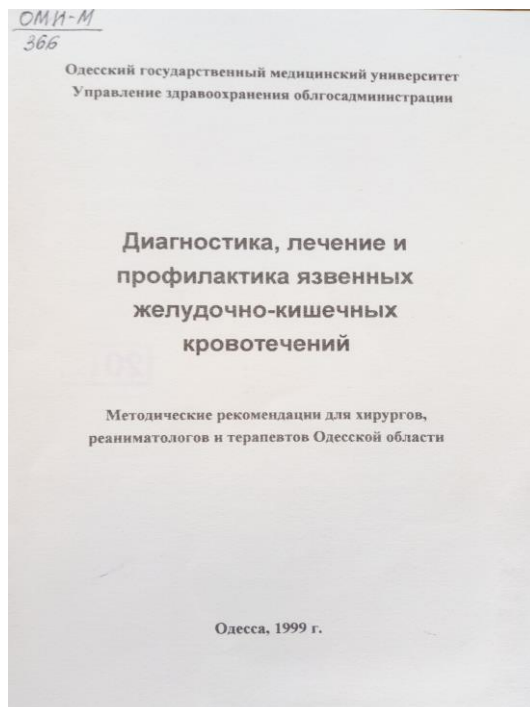 ОМИ-М
366
Одесский государственный медицинский университет
Управление здравоохранения облгосадминистрации
Диагностика, лечение и
профилактика язвенных
желудочно-кишечных
кровотечений
Методические рекомендации для хирургов,
реаниматологов и терапевтов Одесской области
Одесса, 1999 г.